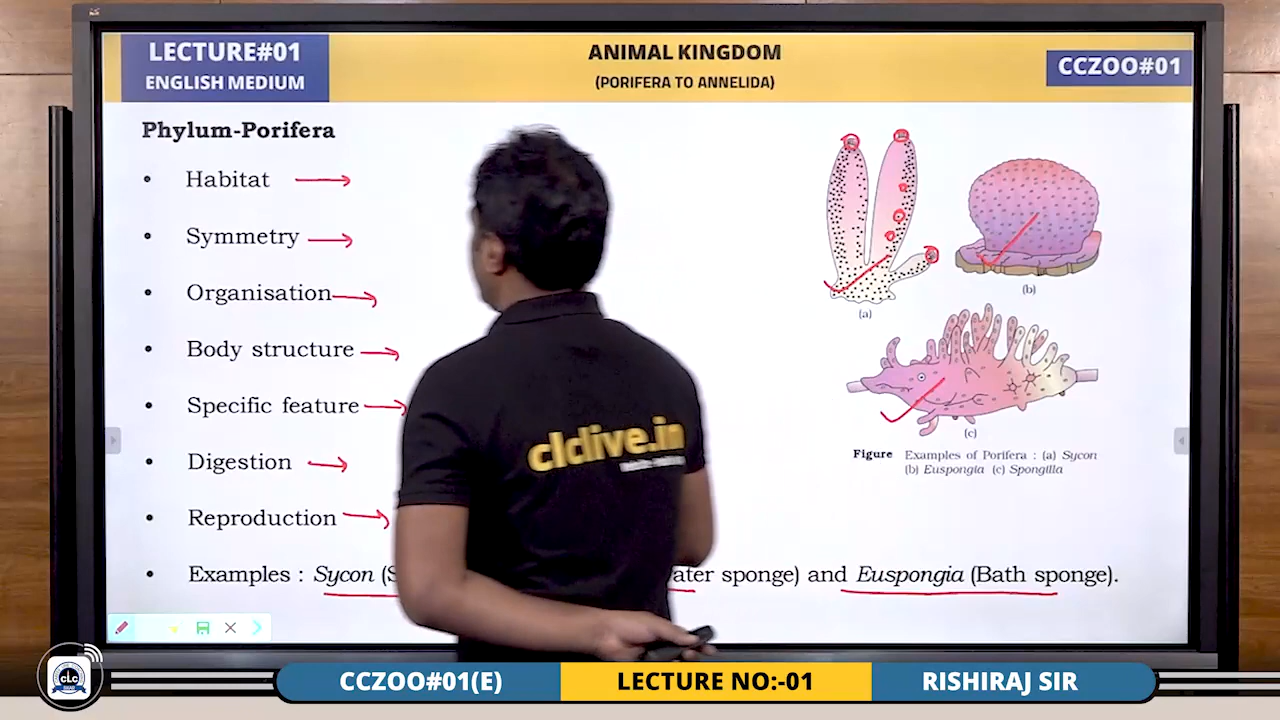 LECTURE#01
ENGLISH MEDIUM
ANIMAL KINGDOM
(PORIFERA TO ANNELIDA)
CCZOO#01
Phylum-Porifera
• Habitat
• Symmetry
• Organisation
• Body structure
• Specific feature
• Digestion
• Reproduction
• Examples : Sycon (S ater sponge) and Euspongia (Bath sponge).
(a)
(b)
(c)
Figure Examples of Porifera : (a) Sycon
(b) Euspongia (c) Spongilla
clclive.in
CLC
CCZOO#01(E)
LECTURE NO:-01
RISHIRAJ SIR